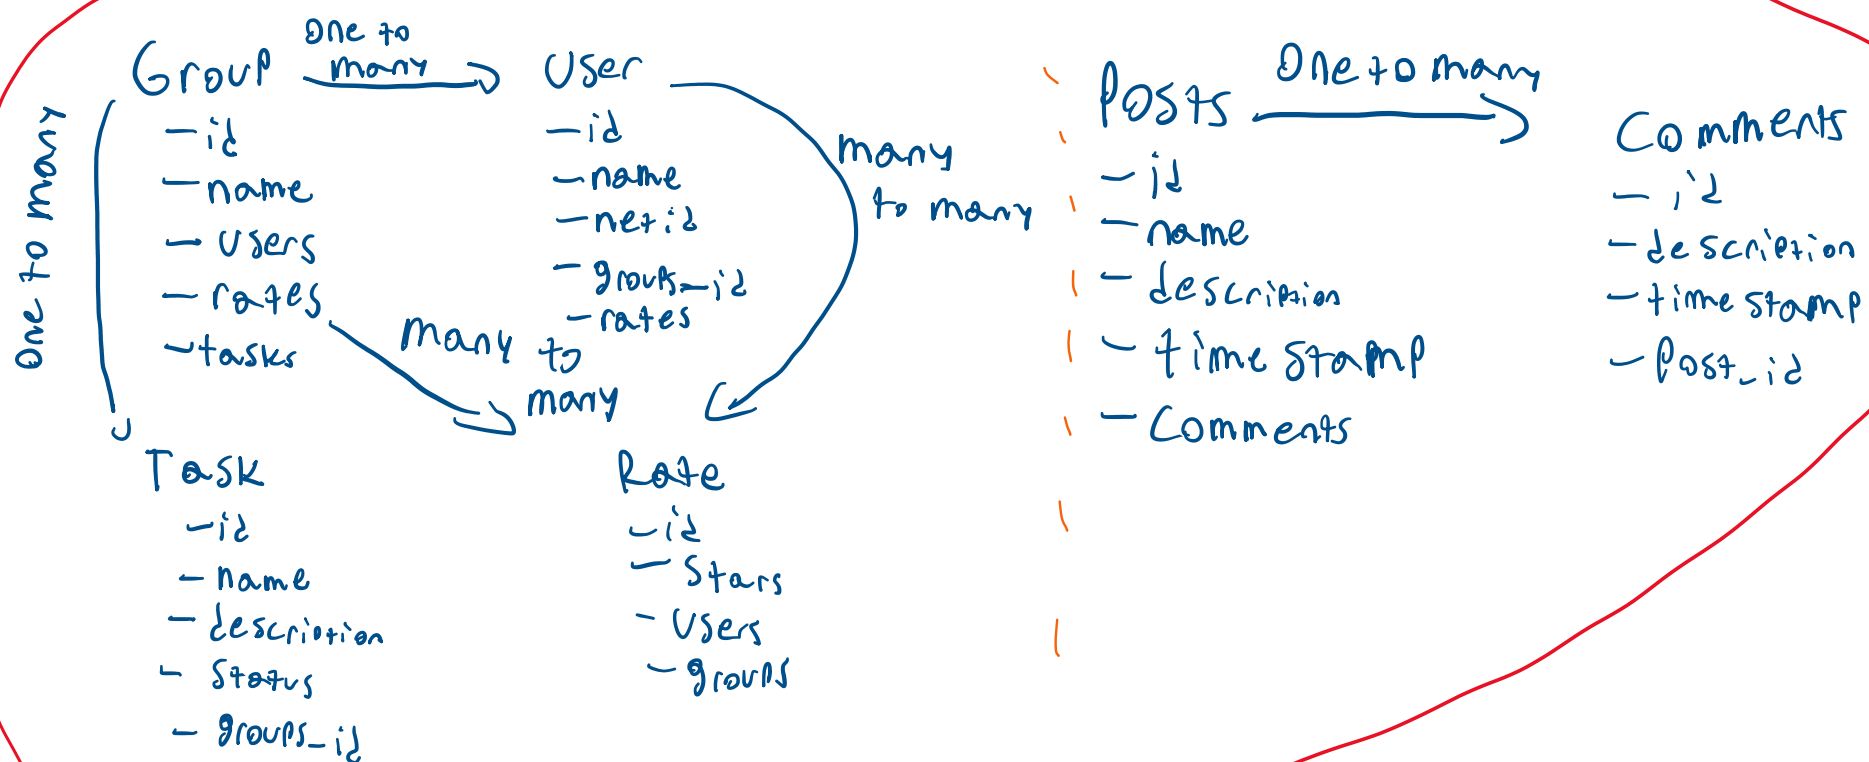 Group
One to
many
User
One to many
- id
- name
- users
- rates
- tasks
- id
- name
- netid
- groups_id
- rates
many
to many
many to
many
Task
- id
- name
- description
- status
- groups_id
Rate
- id
- stars
- users
- groups
Posts
One to many
- id
- name
- description
- time stamp
- Comments
Comments
- id
- description
- time stamp
- Post_id